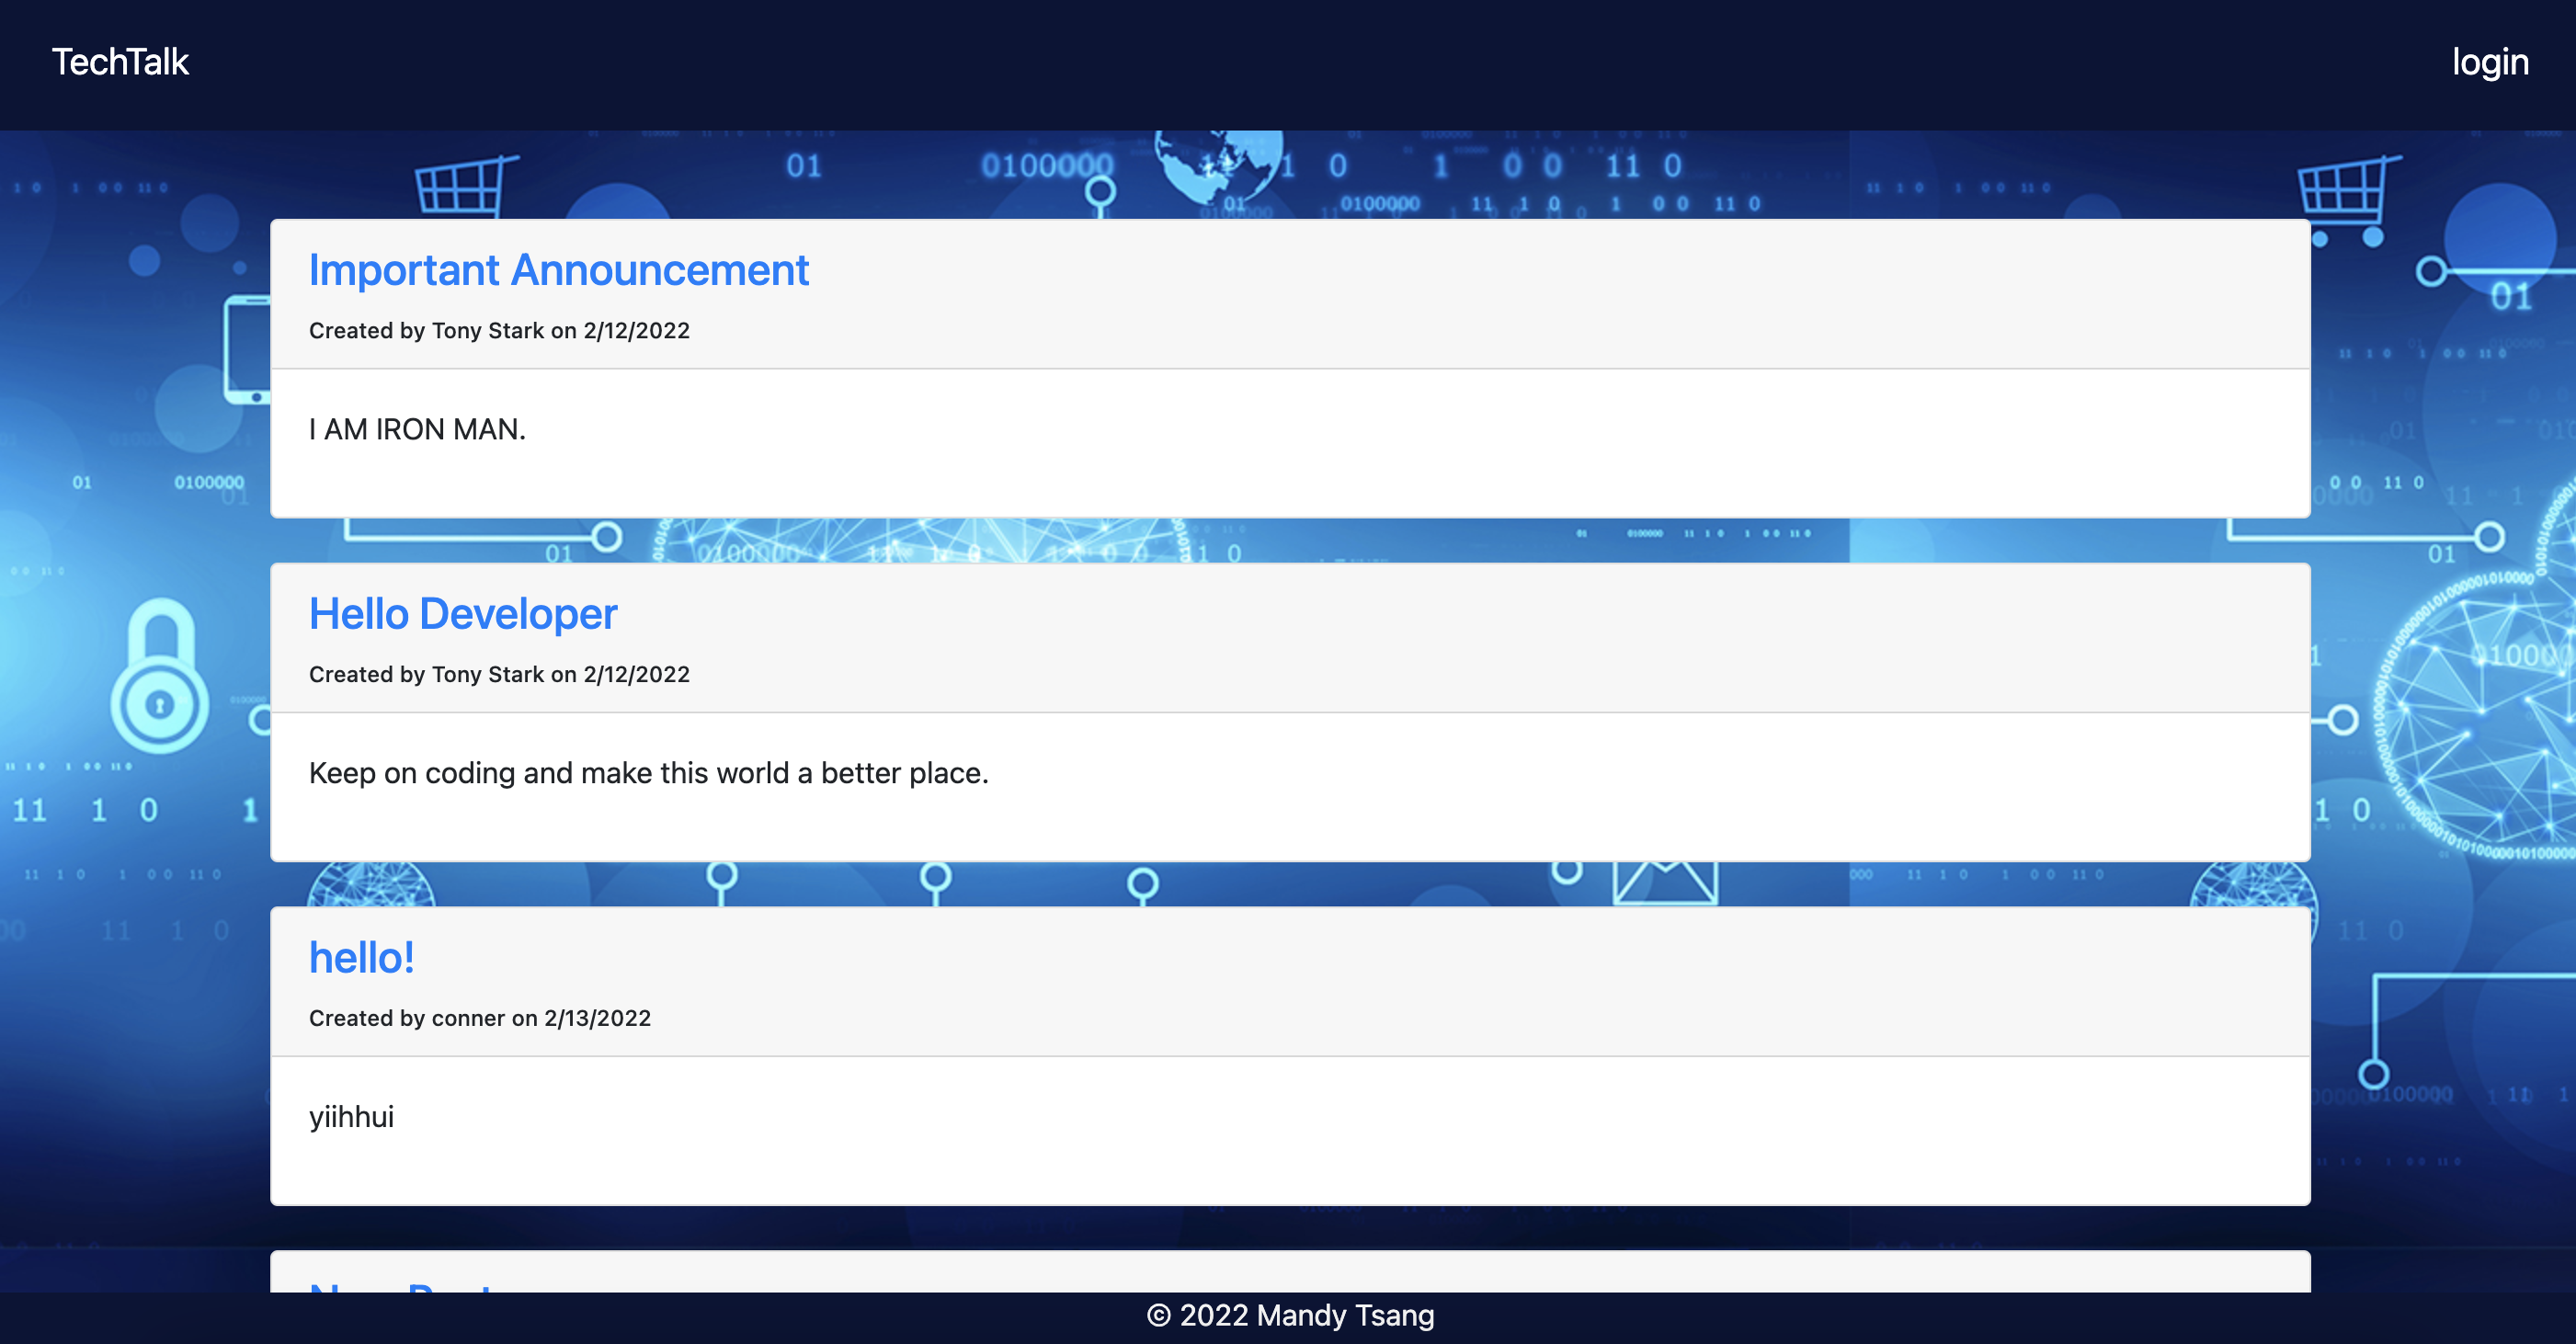 TechTalk
login
Important Announcement
Created by Tony Stark on 2/12/2022
I AM IRON MAN.
Hello Developer
Created by Tony Stark on 2/12/2022
Keep on coding and make this world a better place.
hello!
Created by conner on 2/13/2022
yiihhui
© 2022 Mandy Tsang